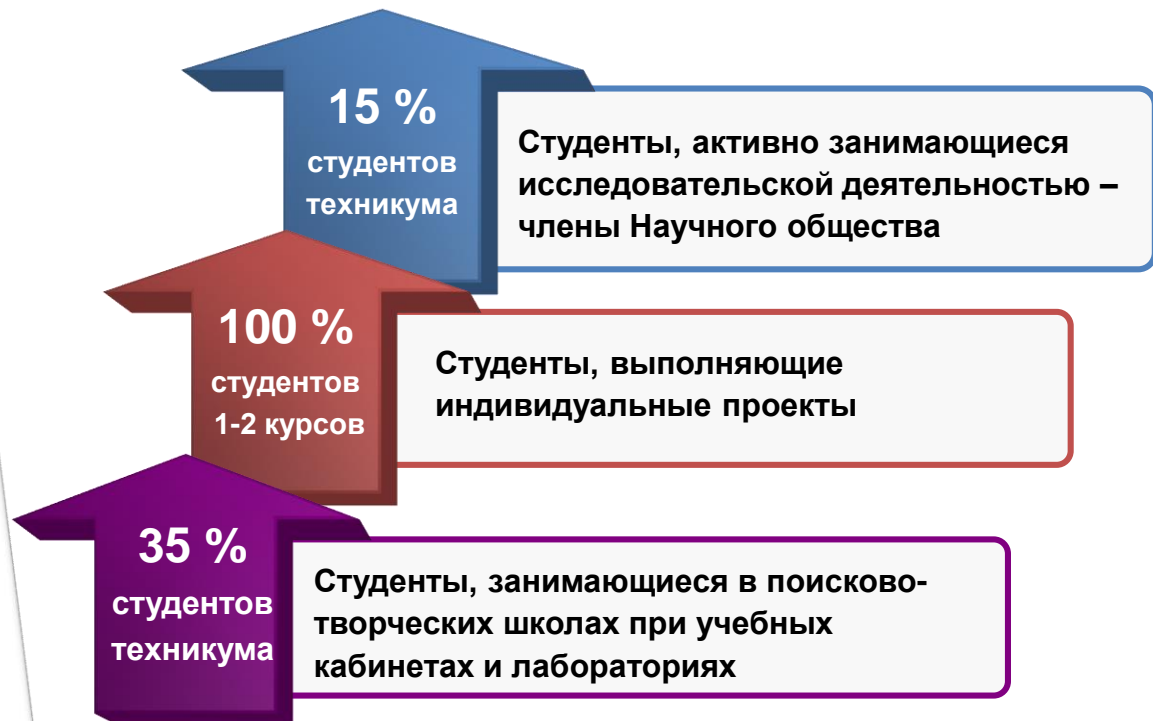 15 %
студентов
техникума
Студенты, активно занимающиеся
исследовательской деятельностью –
члены Научного общества
100 %
студентов
1-2 курсов
Студенты, выполняющие
индивидуальные проекты
35 %
студентов
техникума
Студенты, занимающиеся в поисково-
творческих школах при учебных
кабинетах и лабораториях